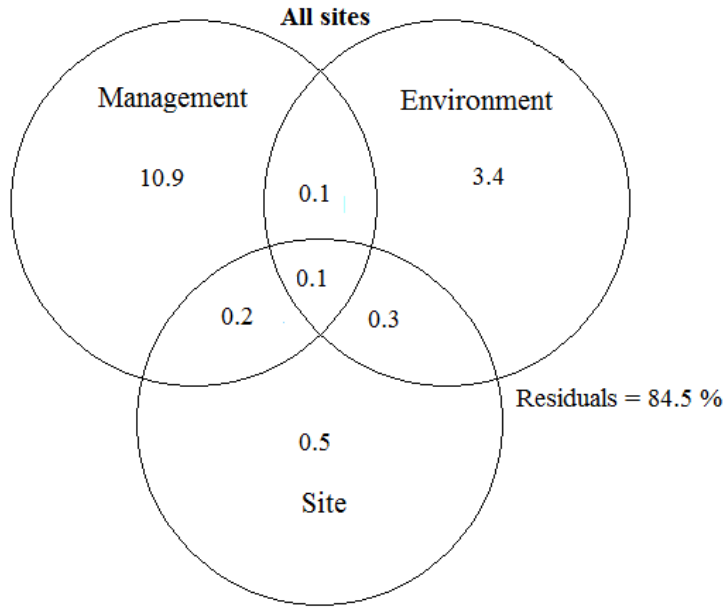 All sites
Management
Environment
10.9
0.1
3.4
0.1
0.2
0.3
Residuals = 84.5 %
0.5
Site